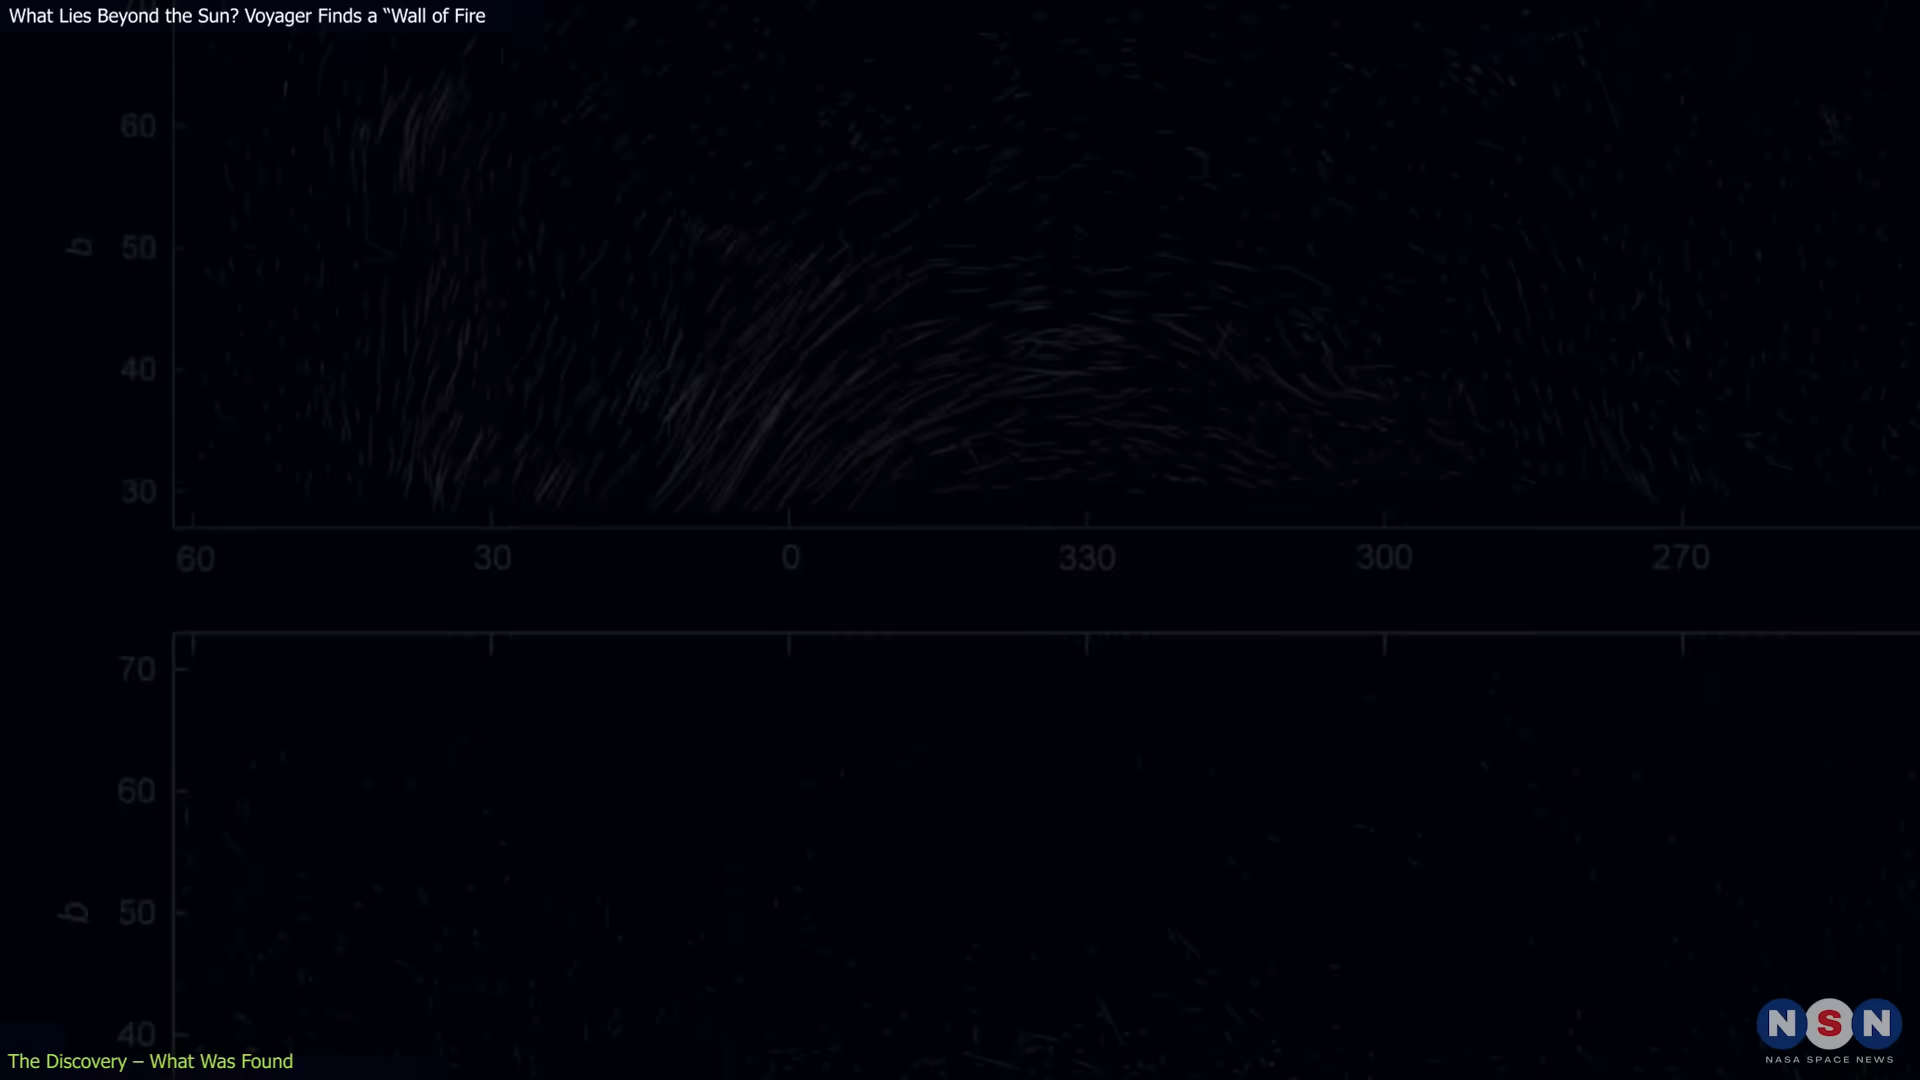 What Lies Beyond the Sun? Voyager Finds a “Wall of Fire
60
b
50
40
30
60 30 0 330 300 270
70
60
b
50
40
The Discovery – What Was Found
NSN
NASA SPACE NEWS